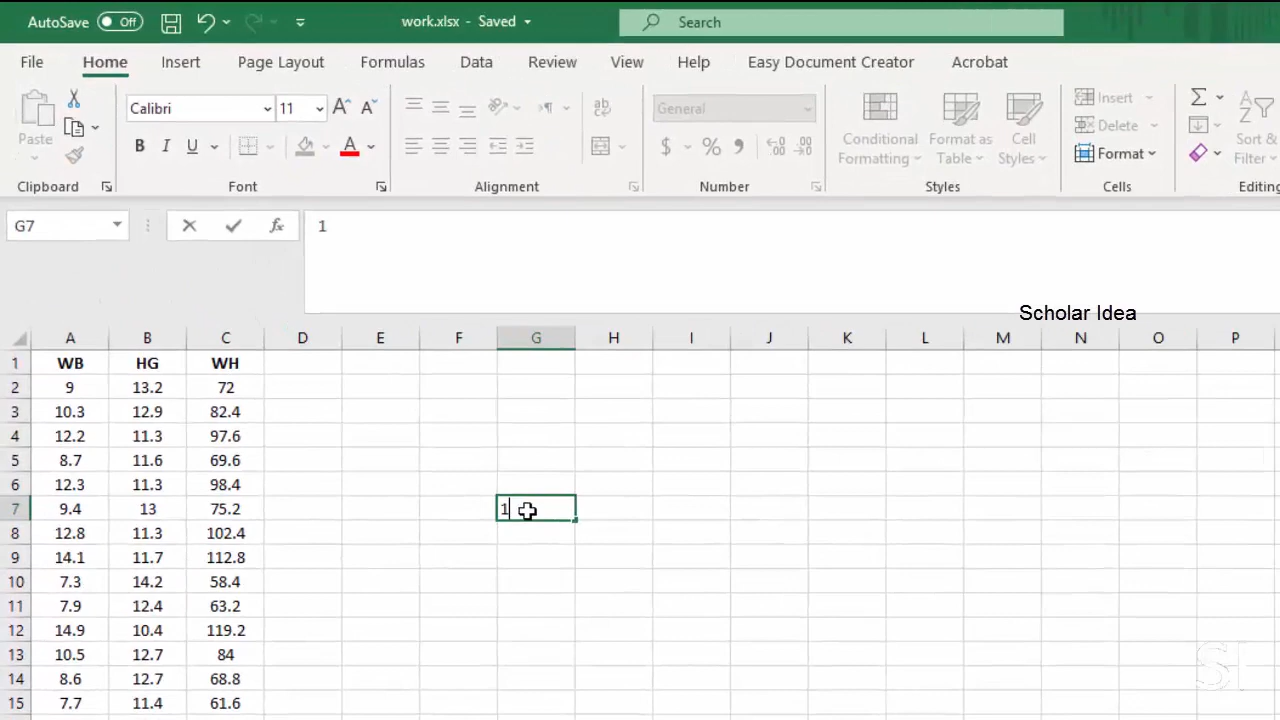 AutoSave Off work.xlsx - Saved Search
File Home Insert Page Layout Formulas Data Review View Help Easy Document Creator Acrobat
Paste Calibri 11 A A ab
B I U A General $ % 9 Conditional Formatting Format as Table Cell Styles Insert Delete Format Sort & Filter
Clipboard Font Alignment Number Styles Cells Editing
G7 fx 1
Scholar Idea
A B C D E F G H I J K L M N O P
1 WB HG WH
2 9 13.2 72
3 10.3 12.9 82.4
4 12.2 11.3 97.6
5 8.7 11.6 69.6
6 12.3 11.3 98.4
7 9.4 13 75.2 1
8 12.8 11.3 102.4
9 14.1 11.7 112.8
10 7.3 14.2 58.4
11 7.9 12.4 63.2
12 14.9 10.4 119.2
13 10.5 12.7 84
14 8.6 12.7 68.8
15 7.7 11.4 61.6
SI